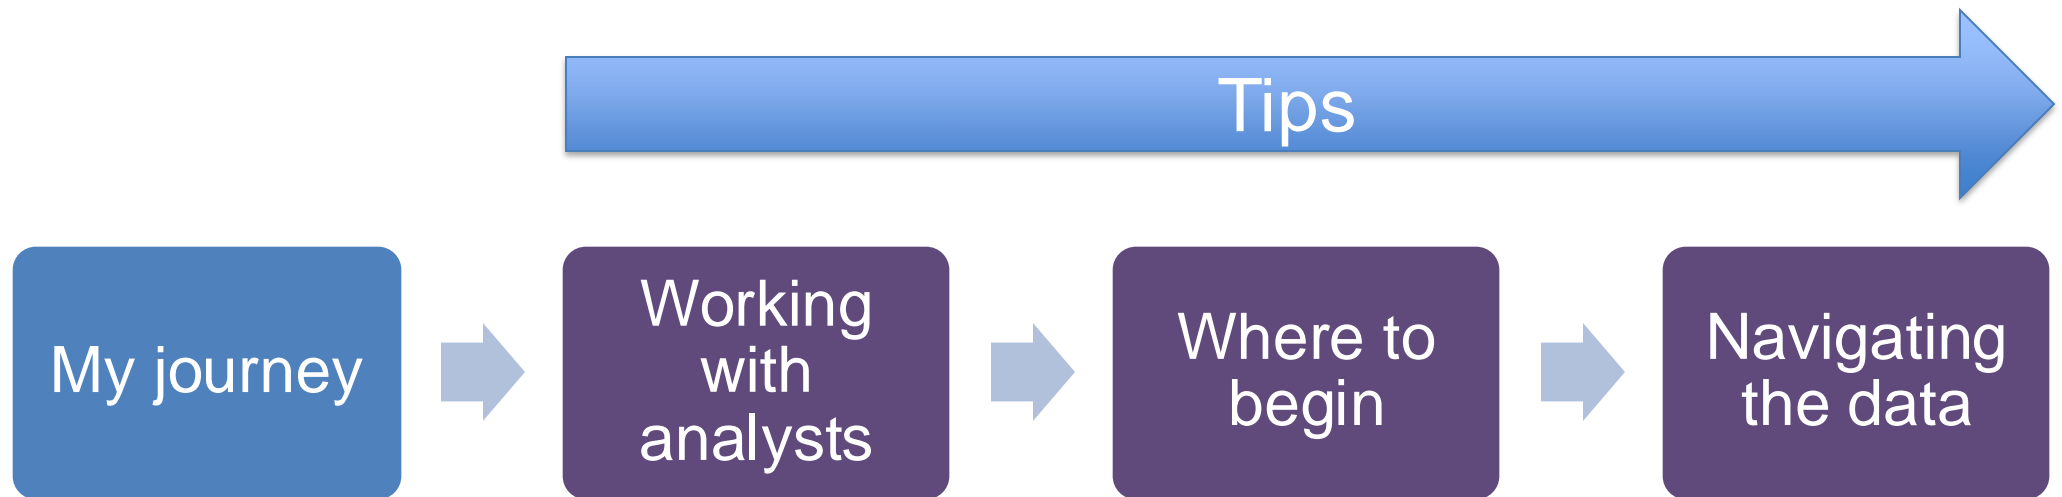 Tips
My journey
Working
with
analysts
Where to
begin
Navigating
the data